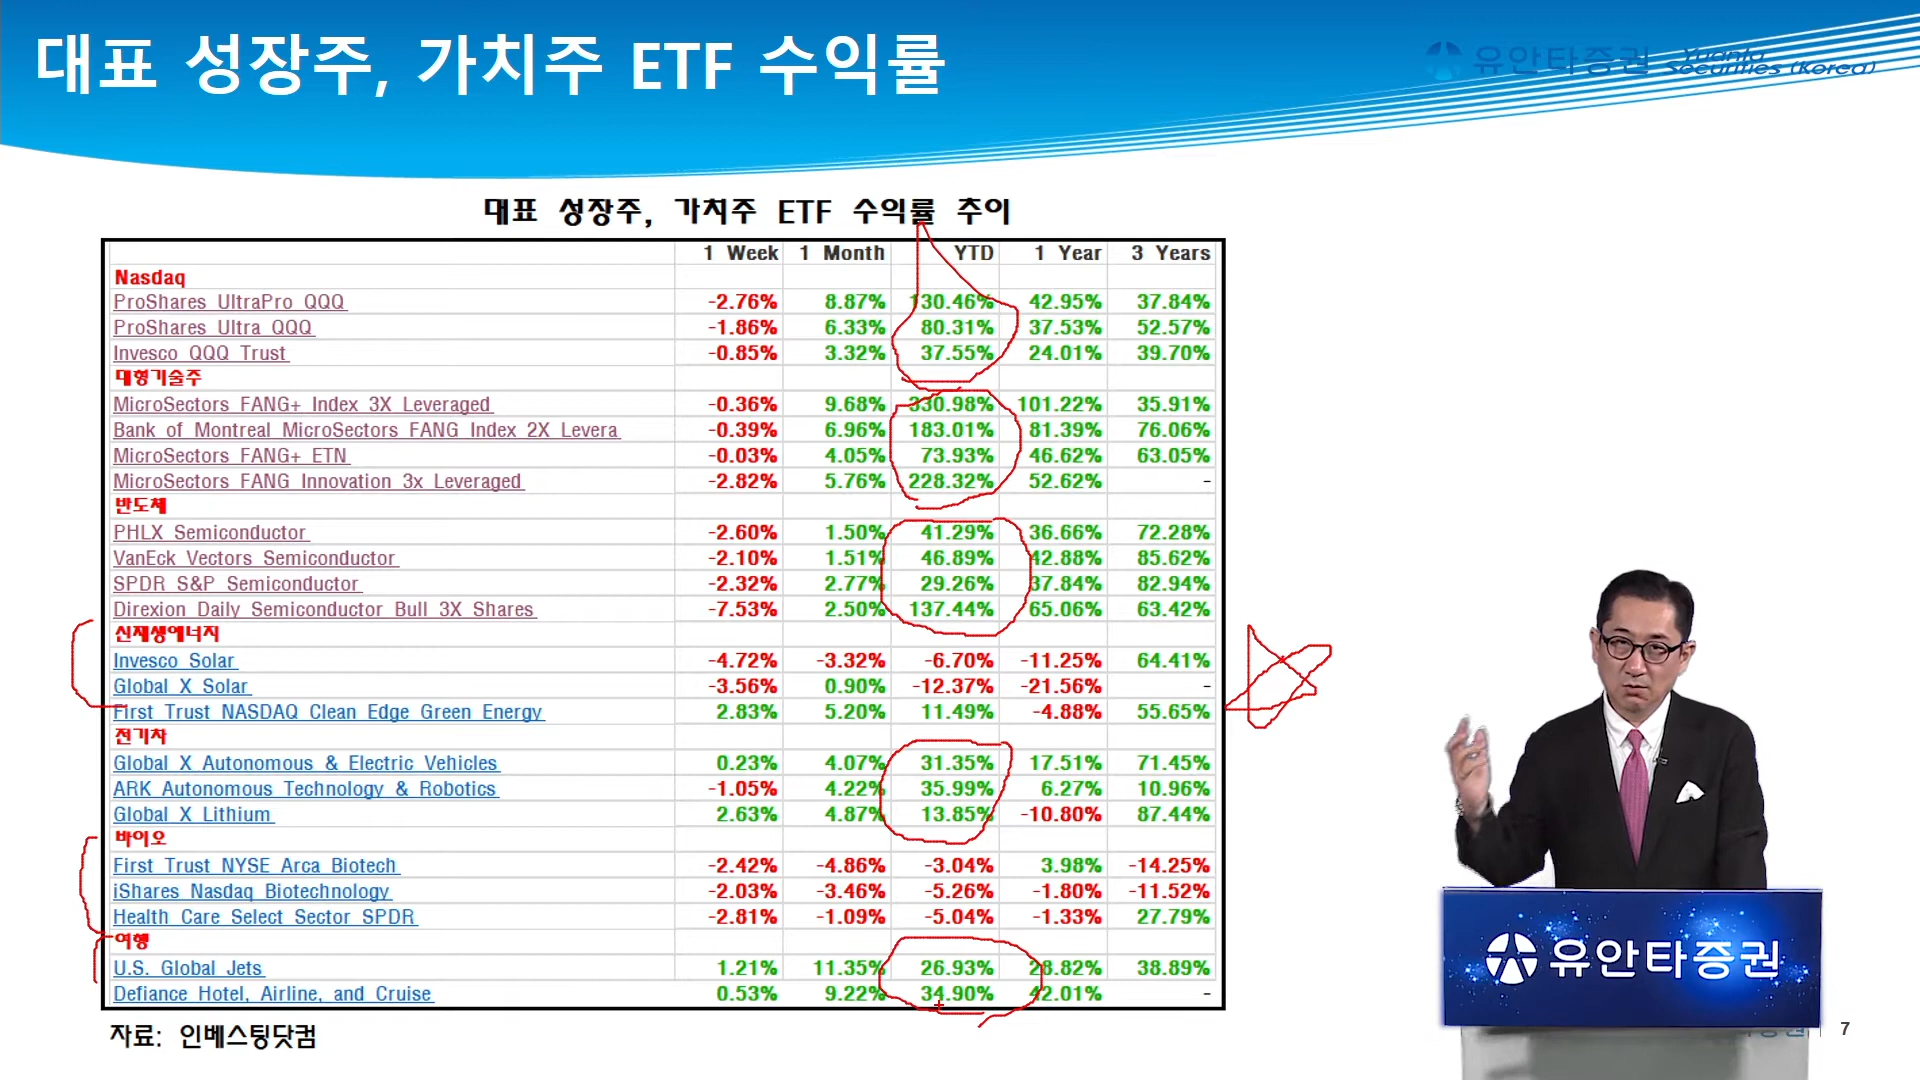 대표 성장주, 가치주 ETF 수익률
유안타증권 Yuanta Securities (Korea)
대표 성장주, 가치주 ETF 수익률 추이
1 Week 1 Month YTD 1 Year 3 Years
Nasdaq
ProShares UltraPro QQQ -2.76% 8.87% 130.46% 42.95% 37.84%
ProShares Ultra QQQ -1.86% 6.33% 80.31% 37.53% 52.57%
Invesco QQQ Trust -0.85% 3.32% 37.55% 24.01% 39.70%
대형기술주
MicroSectors FANG+ Index 3X Leveraged -0.36% 9.68% 330.98% 101.22% 35.91%
Bank of Montreal MicroSectors FANG Index 2X Levera -0.39% 6.96% 183.01% 81.39% 76.06%
MicroSectors FANG+ ETN -0.03% 4.05% 73.93% 46.62% 63.05%
MicroSectors FANG Innovation 3x Leveraged -2.82% 5.76% 228.32% 52.62% -
반도체
PHLX Semiconductor -2.60% 1.50% 41.29% 36.66% 72.28%
VanEck Vectors Semiconductor -2.10% 1.51% 46.89% 42.88% 85.62%
SPDR S&P Semiconductor -2.32% 2.77% 29.26% 37.84% 82.94%
Direxion Daily Semiconductor Bull 3X Shares -7.53% 2.50% 137.44% 65.06% 63.42%
신재생에너지
Invesco Solar -4.72% -3.32% -6.70% -11.25% 64.41%
Global X Solar -3.56% 0.90% -12.37% -21.56% -
First Trust NASDAQ Clean Edge Green Energy 2.83% 5.20% 11.49% -4.88% 55.65%
전기차
Global X Autonomous & Electric Vehicles 0.23% 4.07% 31.35% 17.51% 71.45%
ARK Autonomous Technology & Robotics -1.05% 4.22% 35.99% 6.27% 10.96%
Global X Lithium 2.63% 4.87% 13.85% -10.80% 87.44%
바이오
First Trust NYSE Arca Biotech -2.42% -4.86% -3.04% 3.98% -14.25%
iShares Nasdaq Biotechnology -2.03% -3.46% -5.26% -1.80% -11.52%
Health Care Select Sector SPDR -2.81% -1.09% -5.04% -1.33% 27.79%
여행
U.S. Global Jets 1.21% 11.35% 26.93% 28.82% 38.89%
Defiance Hotel, Airline, and Cruise 0.53% 9.22% 34.90% 42.01% -
자료: 인베스팅닷컴
유안타증권
7